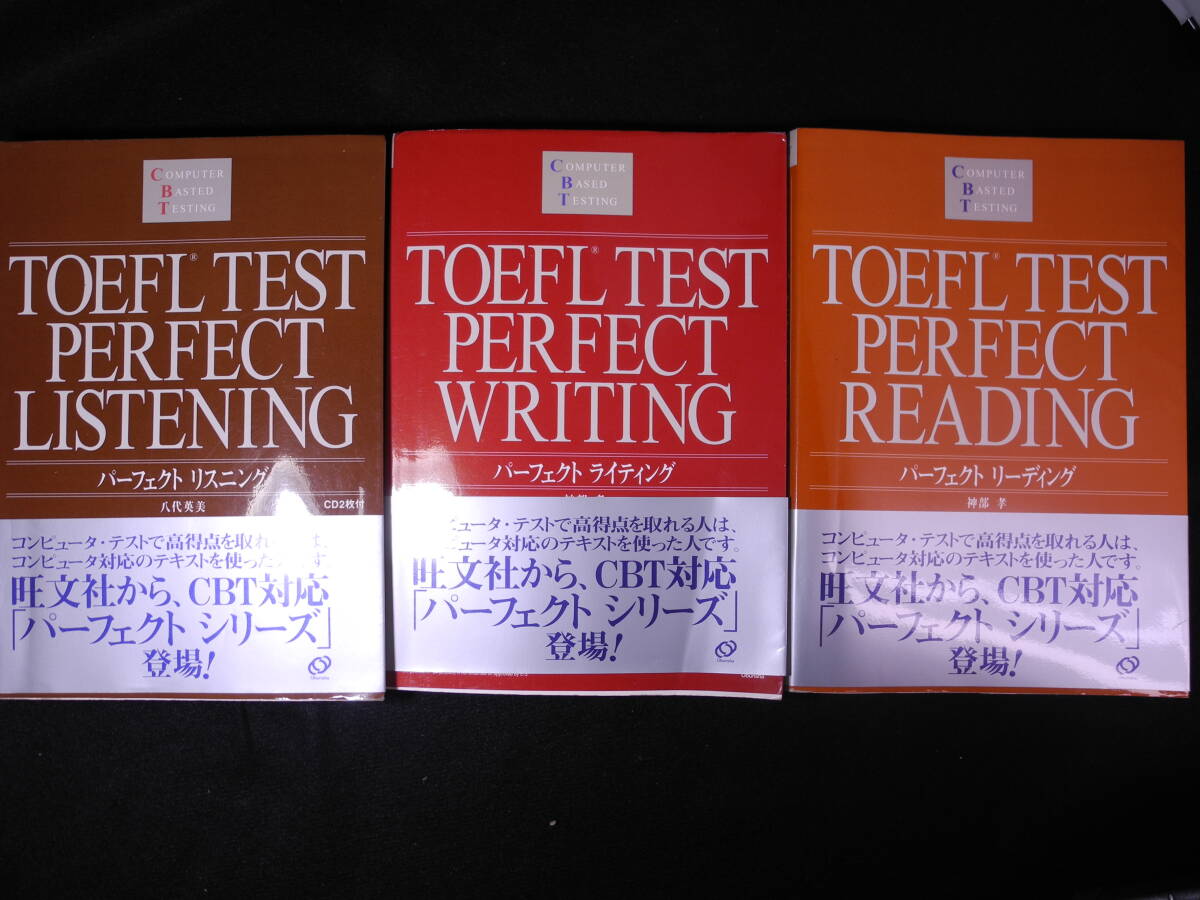 COMPUTER
BASTED
TESTING
TOEFL® TEST
PERFECT
LISTENING
パーフェクト リスニング
八代英美
CD2枚付
コンピュータ・テストで高得点を取れ
は、
コンピュータ対応のテキストを使った人です。
旺文社から、CBT対応
「パーフェクト シリーズ」
登場!
Obunsha
COMPUTER
BASED
TESTING
TOEFL® TEST
PERFECT
WRITING
パーフェクト ライティング
ピュータ・テストで高得点を取れる人は、
ピュータ対応のテキストを使った人です。
旺文社から、CBT対応
「パーフェクト シリーズ」
登場!
Obunsha
or approved by
Obunsha
COMPUTER
BASTED
TESTING
TOEFL® TEST
PERFECT
READING
パーフェクト リーディング
神部 孝
コンピュータ・テストで高得点を取れる人は、
コンピュータ対応のテキストを使った人です。
旺文社から、CBT対応
「パーフェクト シリーズ」
登場!
Obunsha